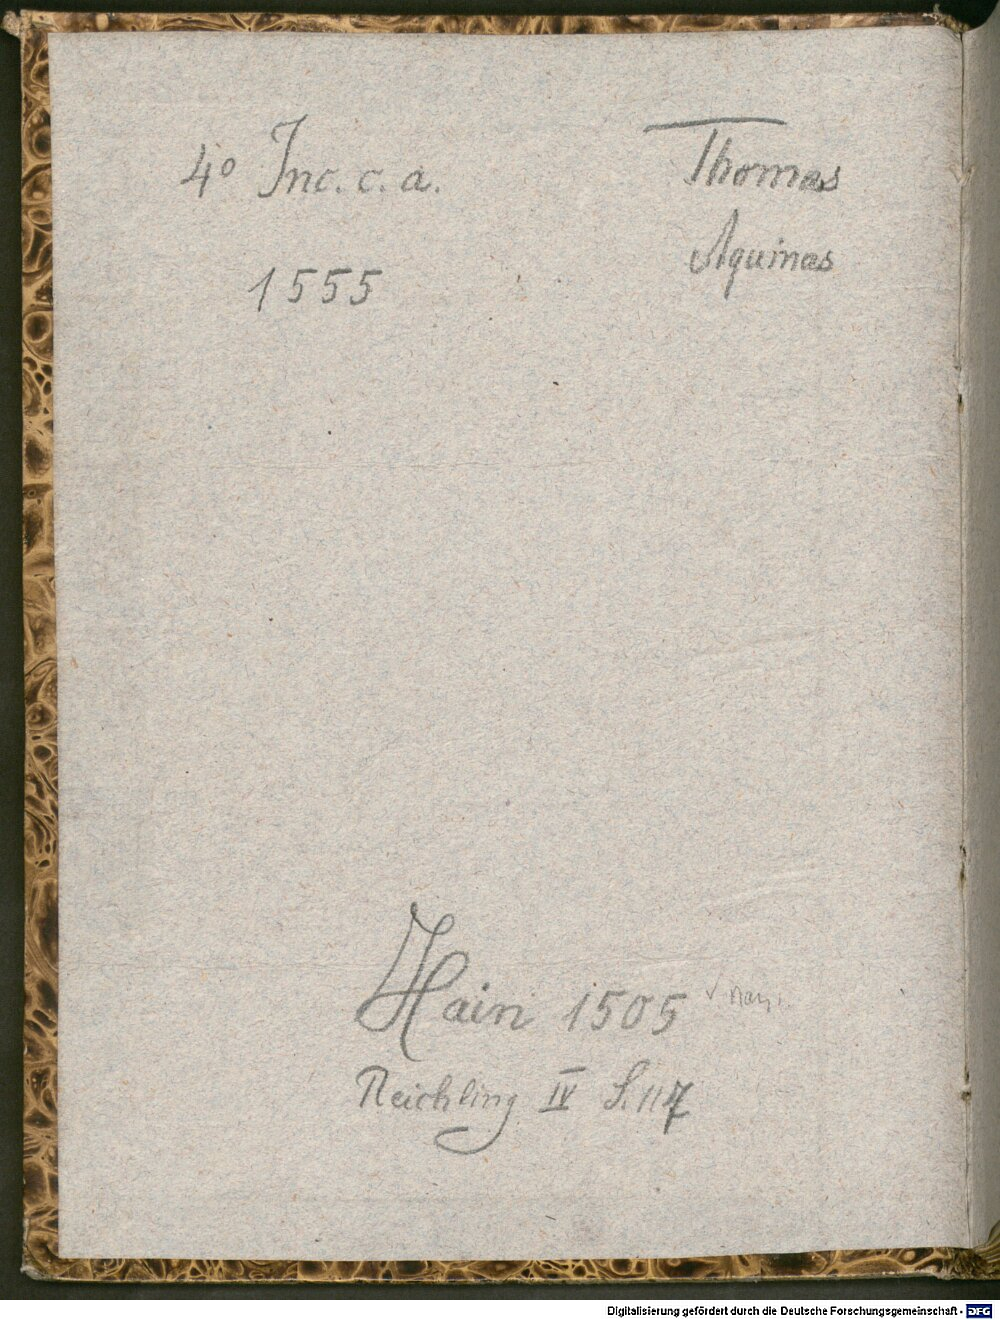 4° Inc. c. a.
1555
Thomas
Aquinas
Hain 1505
Reichling IV S. 117
Digitalisierung gefördert durch die Deutsche Forschungsgemeinschaft - DFG